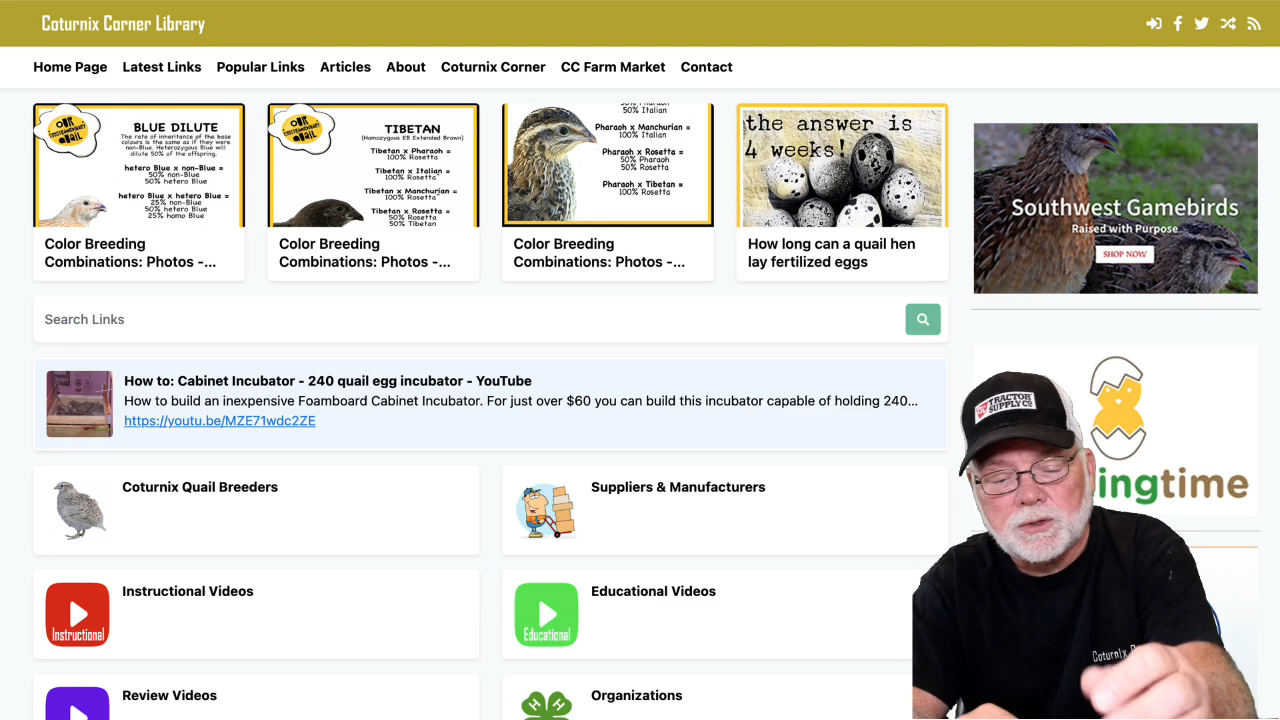 Coturnix Corner Library
Home Page Latest Links Popular Links Articles About Coturnix Corner CC Farm Market Contact
OUR
COTURNIX QUAIL
BLUE DILUTE
The rate of inheritance of the base
colours is the same as if they were
non-Blue. Heterozygous Blue will
dilute 50% of the offspring.
hetero Blue x non-Blue =
50% non-Blue
50% hetero Blue
hetero Blue x hetero Blue =
25% non-Blue
50% hetero Blue
25% homo Blue
Color Breeding
Combinations: Photos -...
OUR
QUAIL
TIBETAN
(Homozygous EB Extended Brown)
Tibetan x Pharaoh =
100% Rosetta
Tibetan x Italian =
100% Rosetta
Tibetan x Manchurian =
100% Rosetta
Tibetan x Rosetta =
50% Rosetta
50% Tibetan
Color Breeding
Combinations: Photos -...
50% Pharaoh
50% Italian
Pharaoh x Manchurian =
100% Italian
Pharaoh x Rosetta =
50% Pharaoh
50% Rosetta
Pharaoh x Tibetan =
100% Rosetta
Color Breeding
Combinations: Photos -...
the answer is
4 weeks!
How long can a quail hen
lay fertilized eggs
Southwest Gamebirds
Raised with Purpose
SHOP NOW
Search Links
How to: Cabinet Incubator - 240 quail egg incubator - YouTube
How to build an inexpensive Foamboard Cabinet Incubator. For just over $60 you can build this incubator capable of holding 240...
https://youtu.be/MZE71wdc2ZE
TRACTOR
SUPPLY CO
ingtime
Coturnix Quail Breeders
Suppliers & Manufacturers
Instructional Videos
Instructional
Educational Videos
Educational
Coturnix C
Review Videos
Organizations
H H